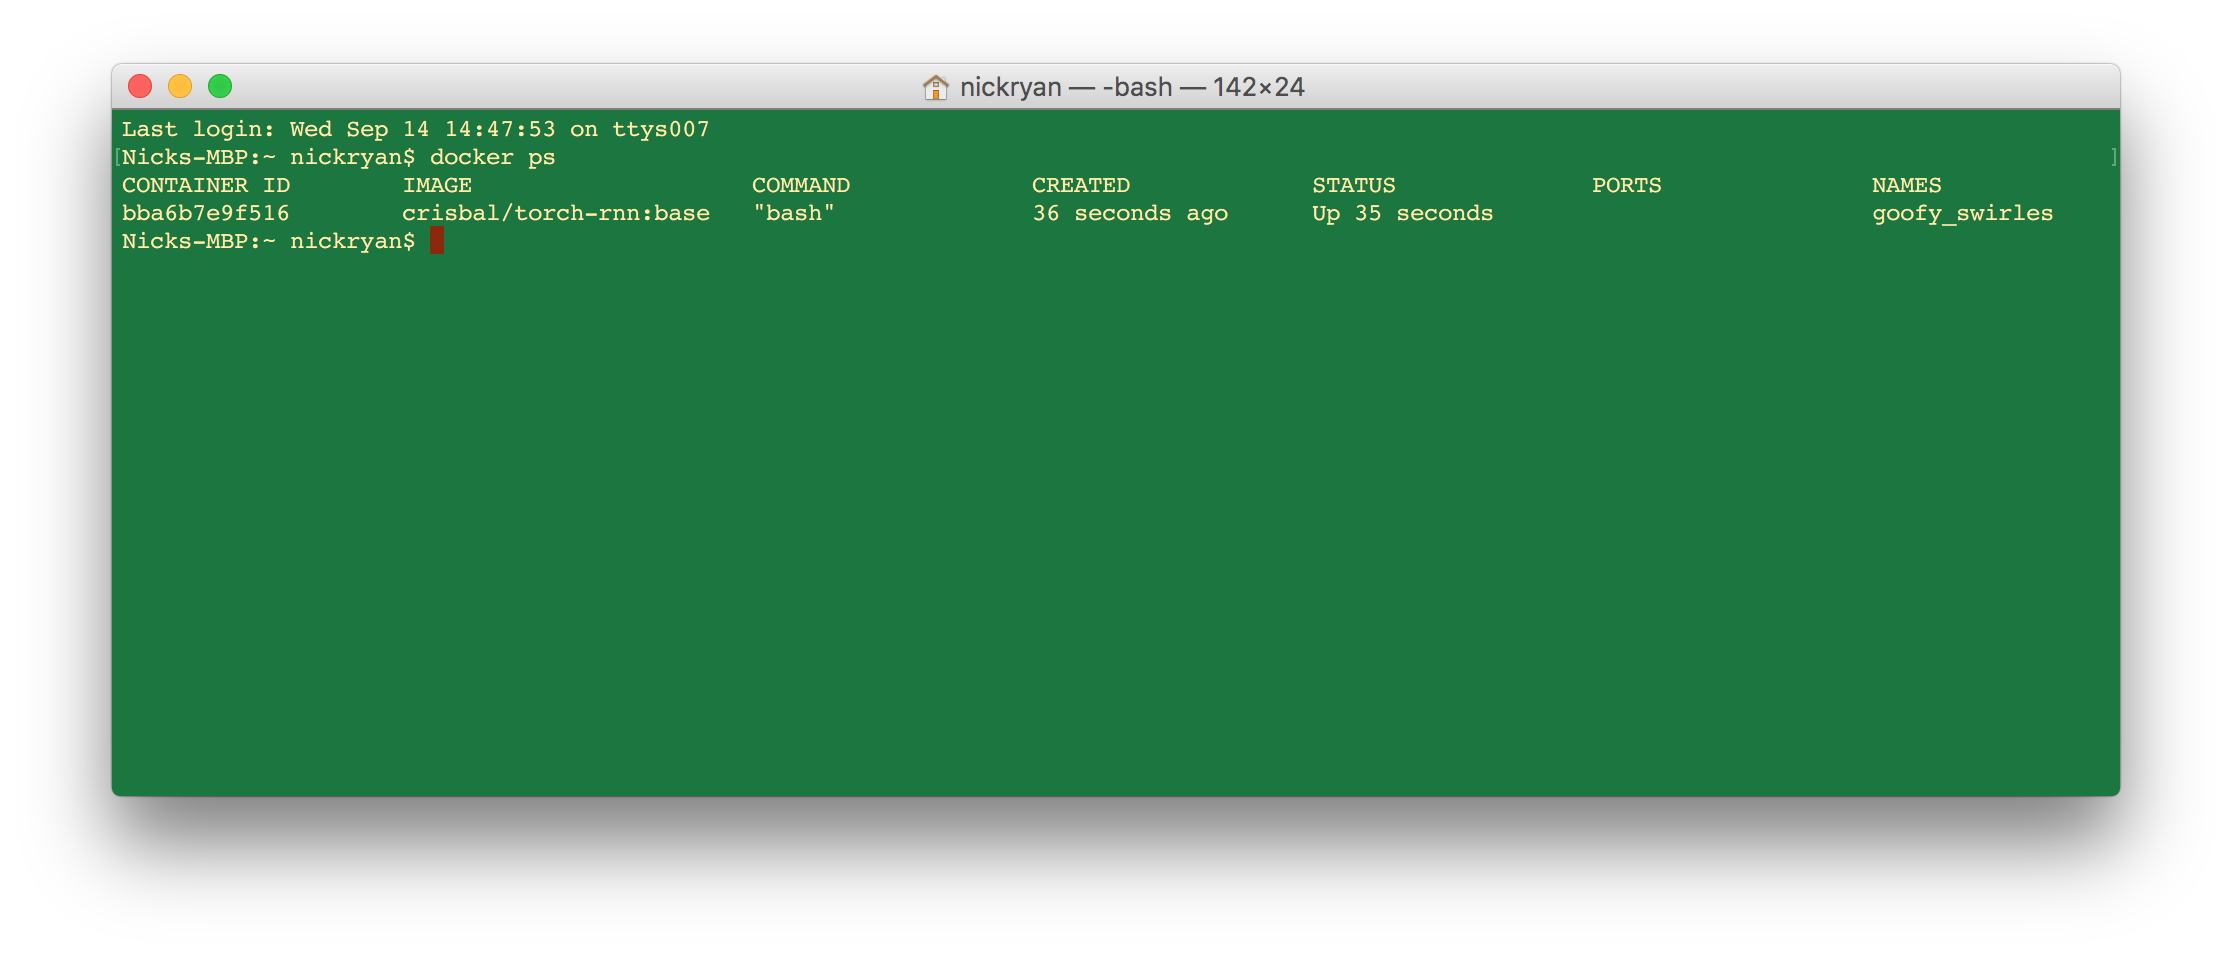 nickryan — -bash — 142×24
Last login: Wed Sep 14 14:47:53 on ttys007
[Nicks-MBP:~ nickryan$ docker ps ]
CONTAINER ID IMAGE COMMAND CREATED STATUS PORTS NAMES
bba6b7e9f516 crisbal/torch-rnn:base "bash" 36 seconds ago Up 35 seconds goofy_swirles
Nicks-MBP:~ nickryan$